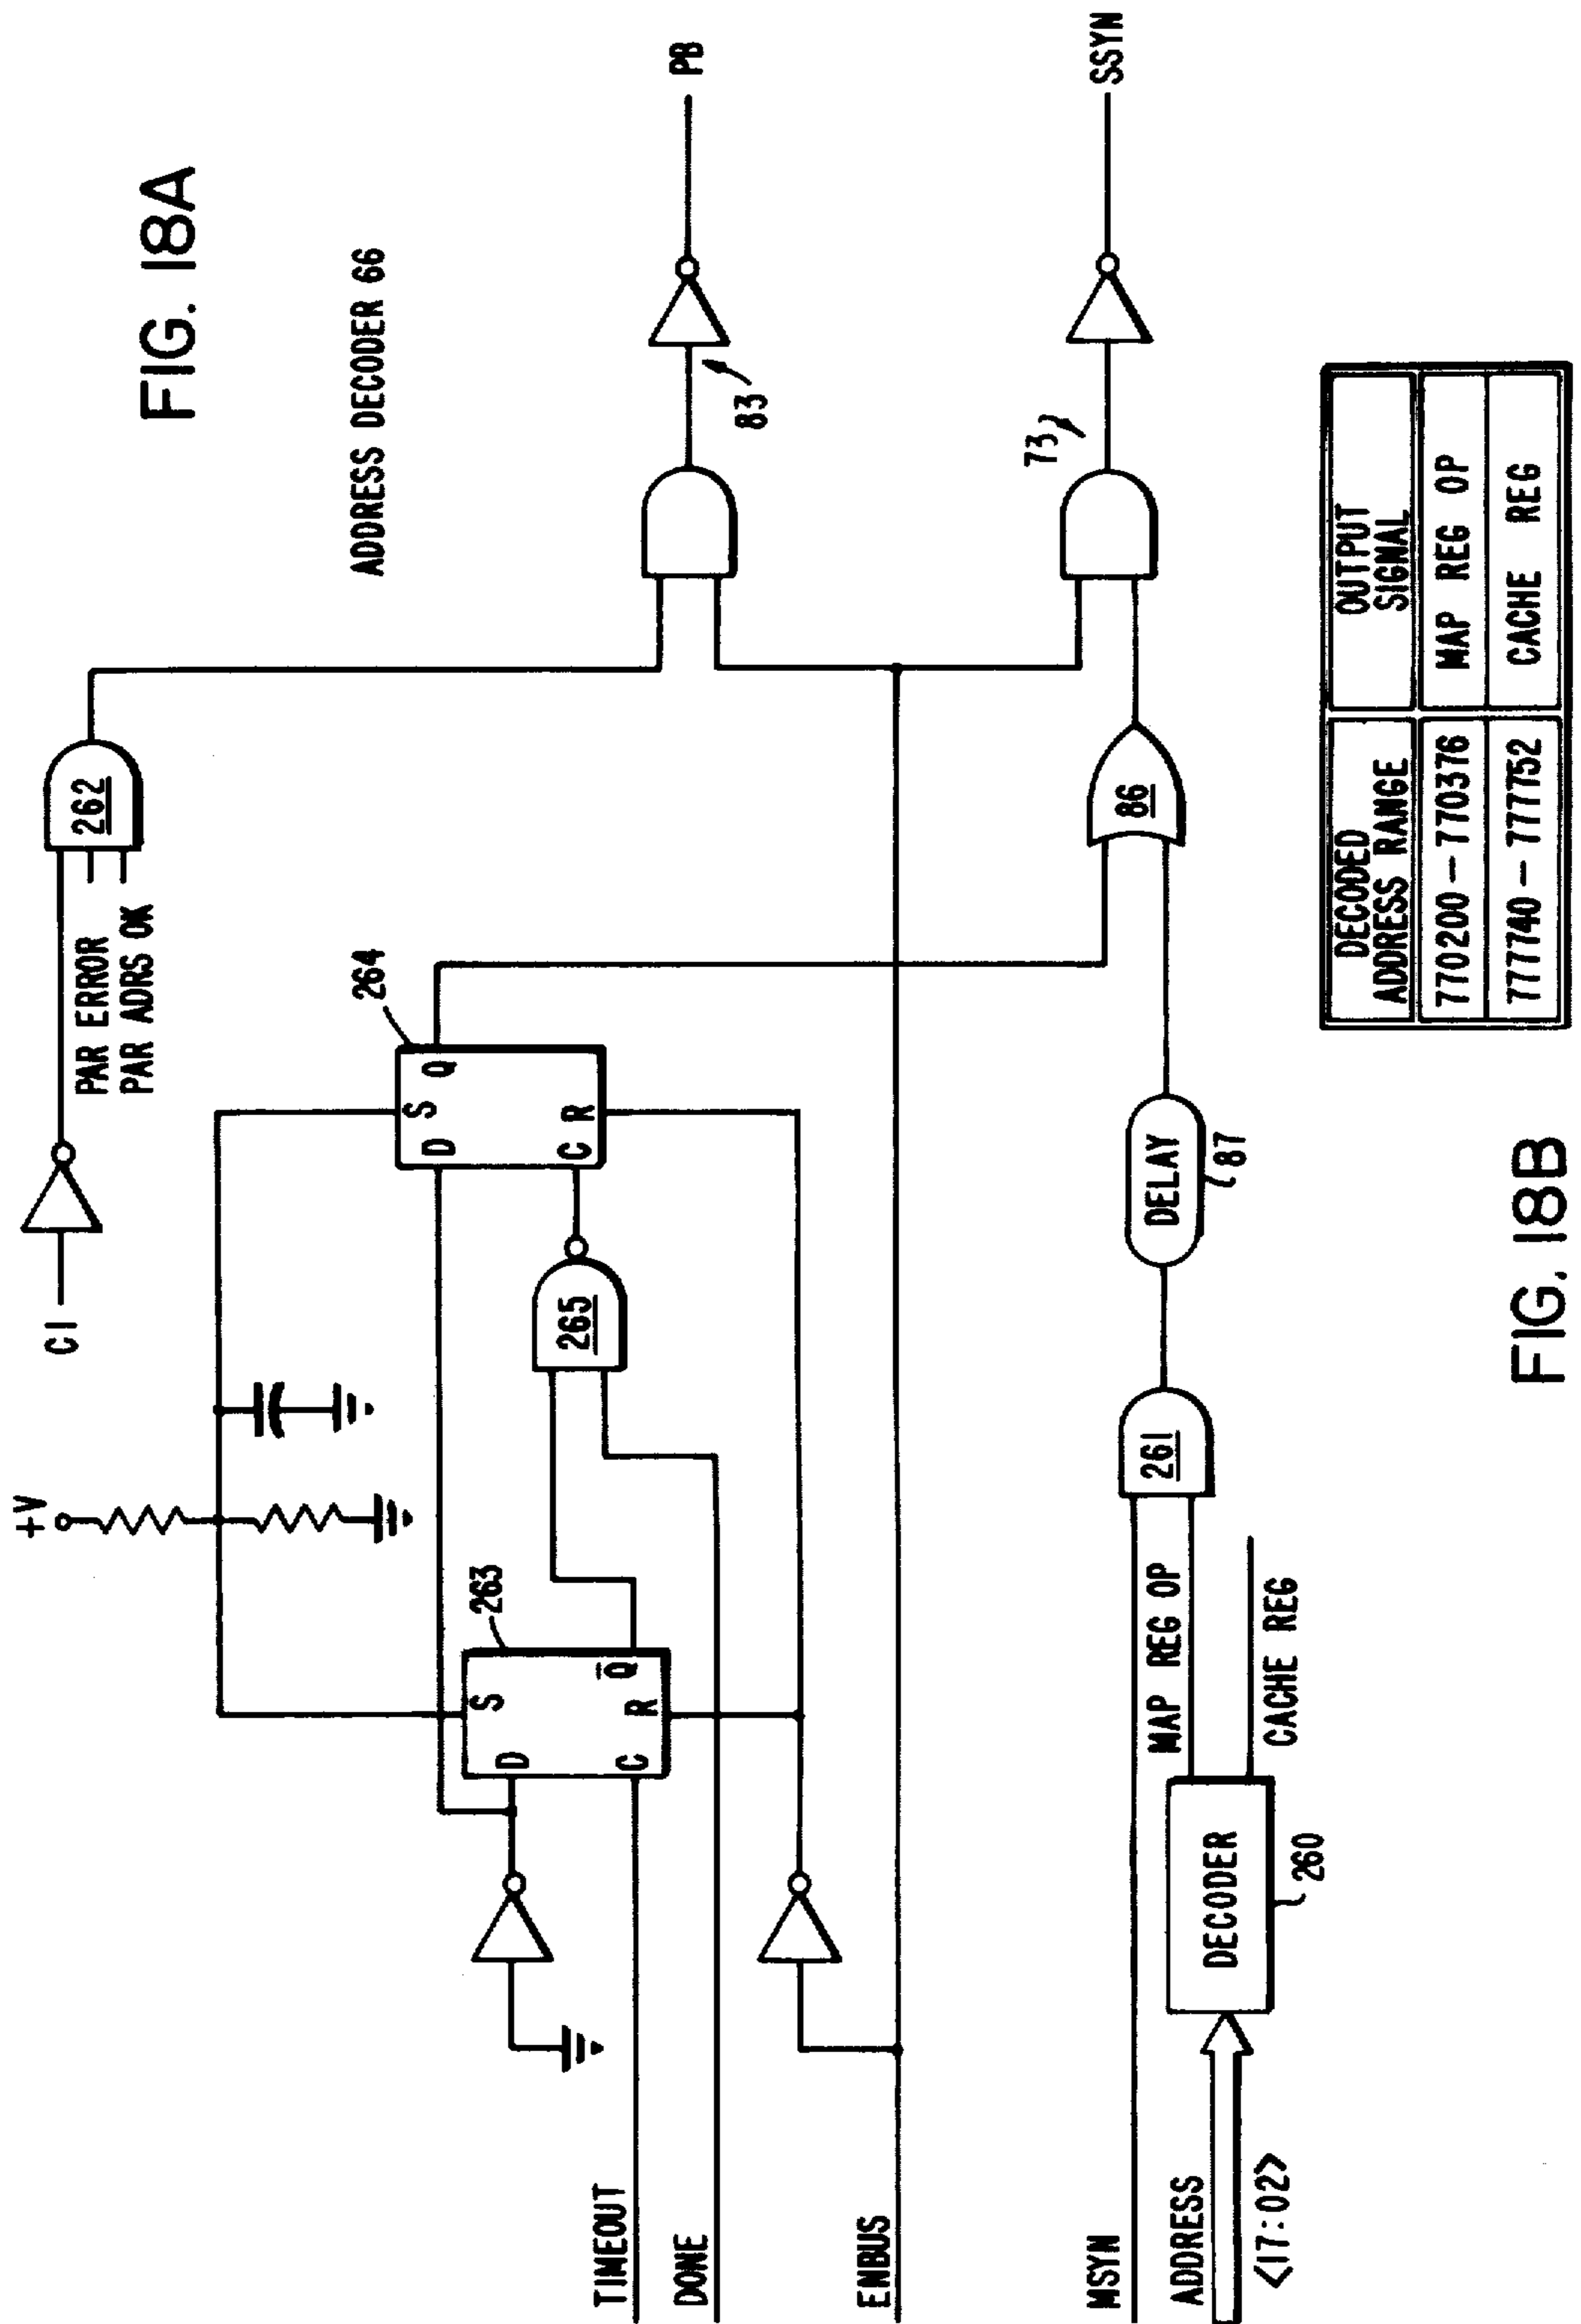 FIG. 18A
ADDRESS DECODER 66
C1
PAR ERROR
PAR ADRS OK
262
83
PB
+V
263
S
D
Q̅
C
R
264
S
D
Q
C
R
265
TIMEOUT
DONE
ENBUS
73
SSYN
86
MSYN
MAP REG OP
261
DELAY
87
ADDRESS
<17:02>
DECODER
260
CACHE REG
FIG. 18B
DECODED
ADDRESS RANGE
OUTPUT
SIGNAL
770200 – 770376 MAP REG OP
777740 – 777752 CACHE REG